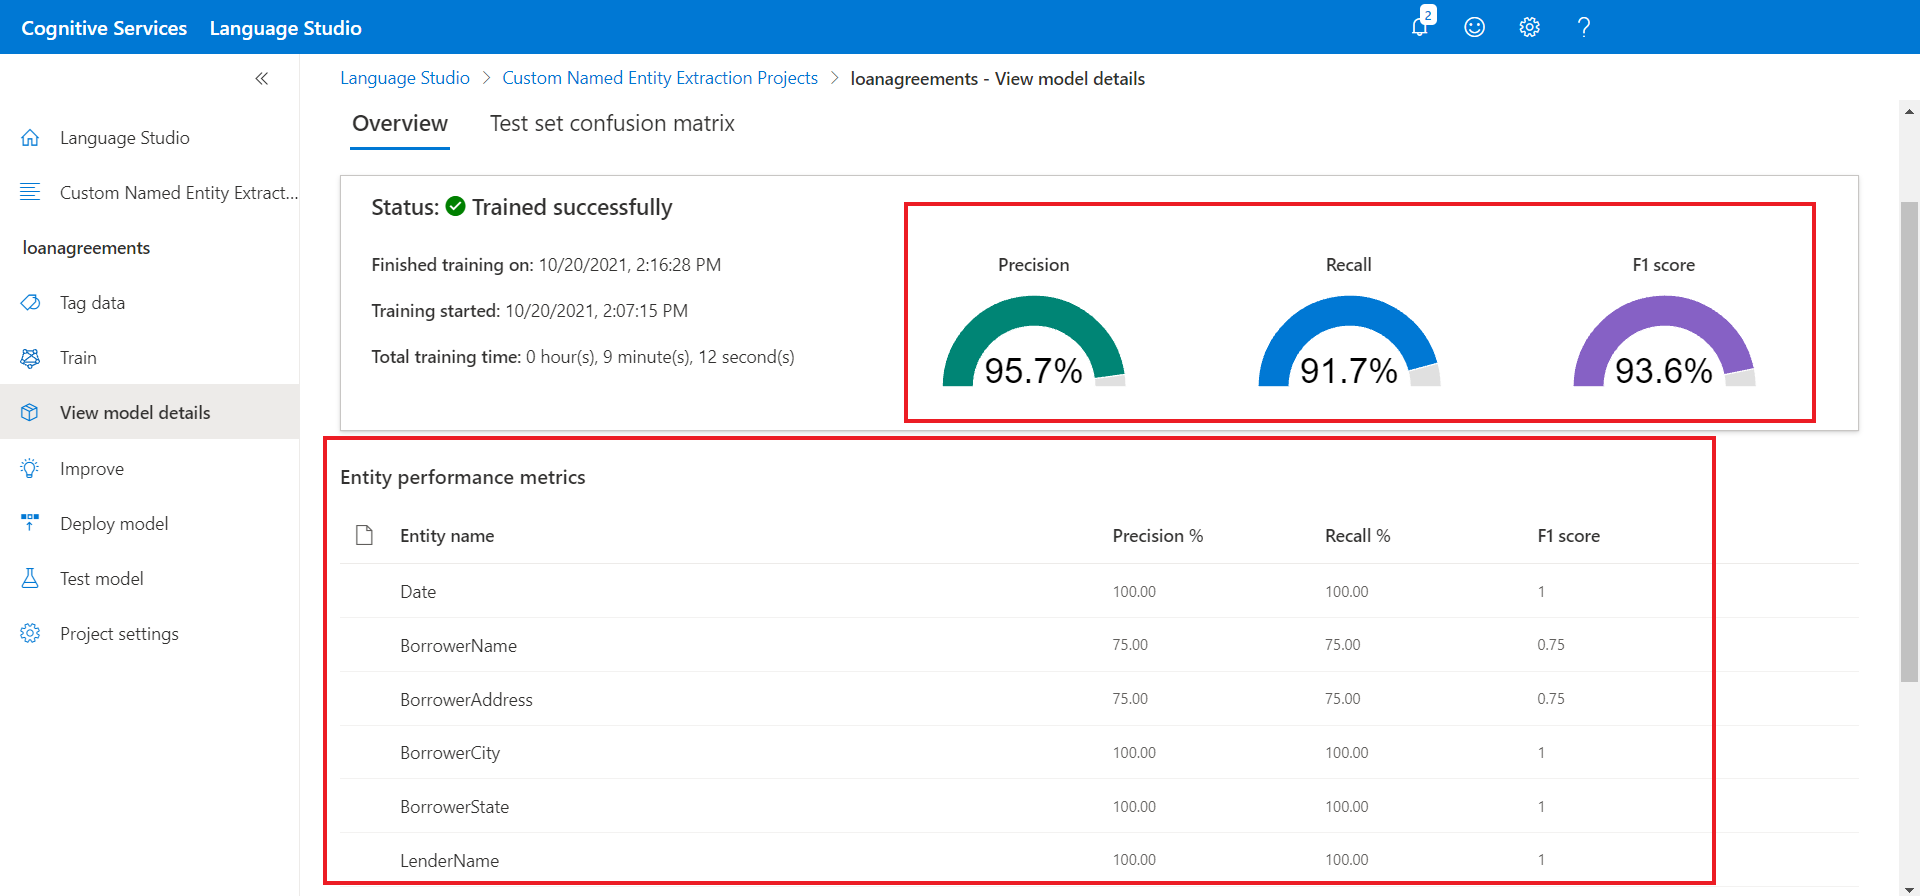 Cognitive Services Language Studio 2
Language Studio > Custom Named Entity Extraction Projects > loanagreements - View model details
Overview Test set confusion matrix
Language Studio
Custom Named Entity Extract...
loanagreements
Tag data
Train
View model details
Improve
Deploy model
Test model
Project settings
Status: Trained successfully
Finished training on: 10/20/2021, 2:16:28 PM
Training started: 10/20/2021, 2:07:15 PM
Total training time: 0 hour(s), 9 minute(s), 12 second(s)
Precision Recall F1 score
95.7% 91.7% 93.6%
Entity performance metrics
Entity name Precision % Recall % F1 score
Date 100.00 100.00 1
BorrowerName 75.00 75.00 0.75
BorrowerAddress 75.00 75.00 0.75
BorrowerCity 100.00 100.00 1
BorrowerState 100.00 100.00 1
LenderName 100.00 100.00 1